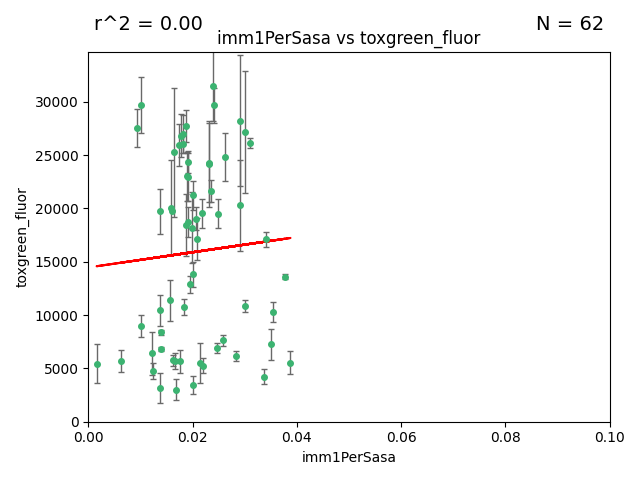 r^2 = 0.00
N = 62
imm1PerSasa vs toxgreen_fluor
toxgreen_fluor
30000
25000
20000
15000
10000
5000
0
0.00
0.02
0.04
0.06
0.08
0.10
imm1PerSasa